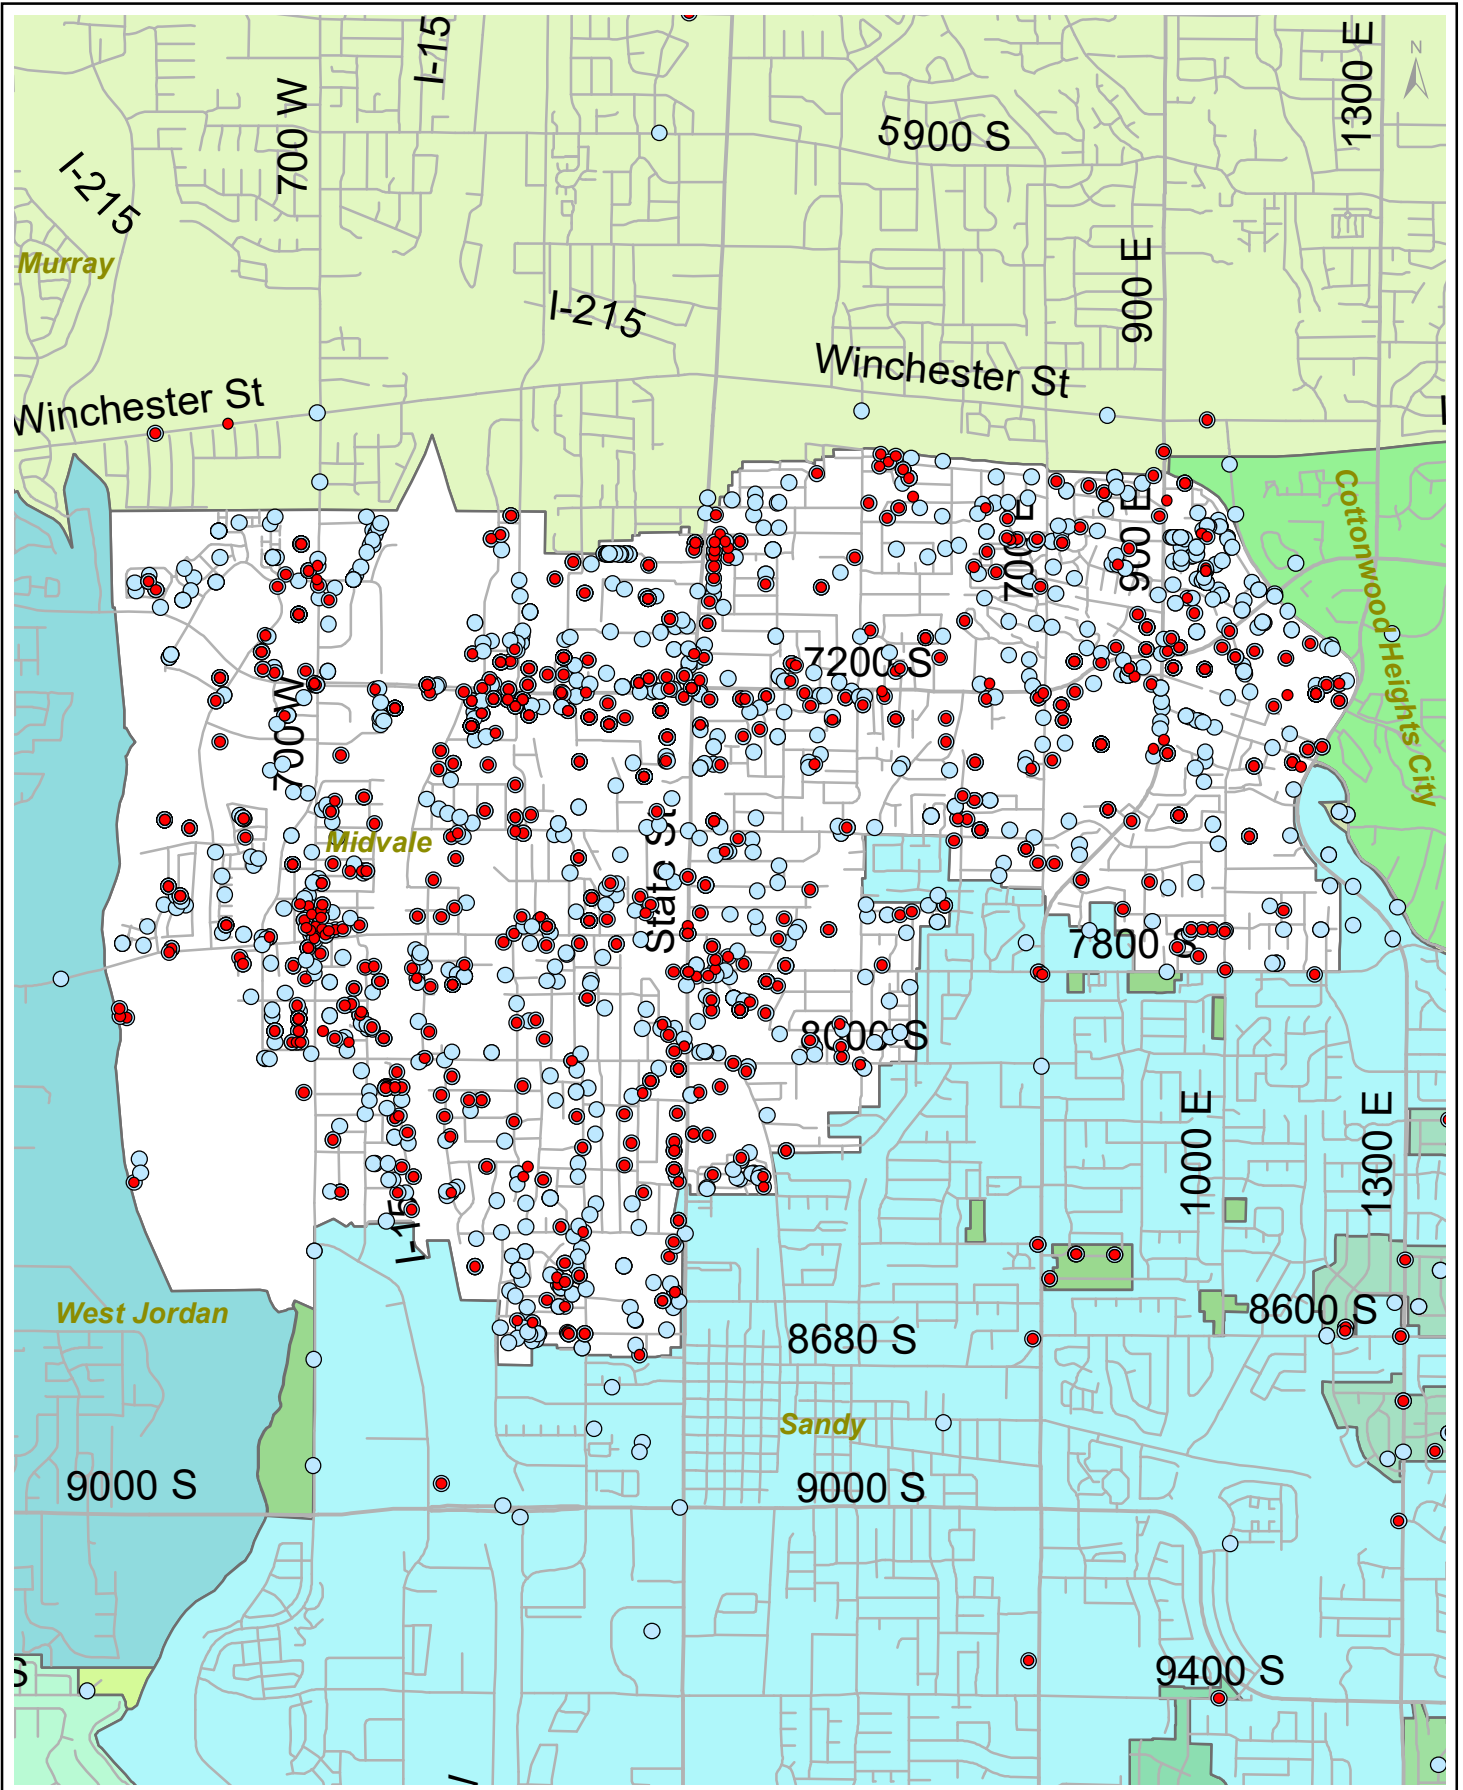 I-15
1300 E
N
700 W
5900 S
I-215
Murray
900 E
I-215
Winchester St
Winchester St
Cottonwood Heights City
700 E
900 E
7200 S
700 W
Midvale
State St
7800 S
8000 S
1000 E
1300 E
I-15
West Jordan
8600 S
8680 S
Sandy
9000 S
9000 S
S
9400 S